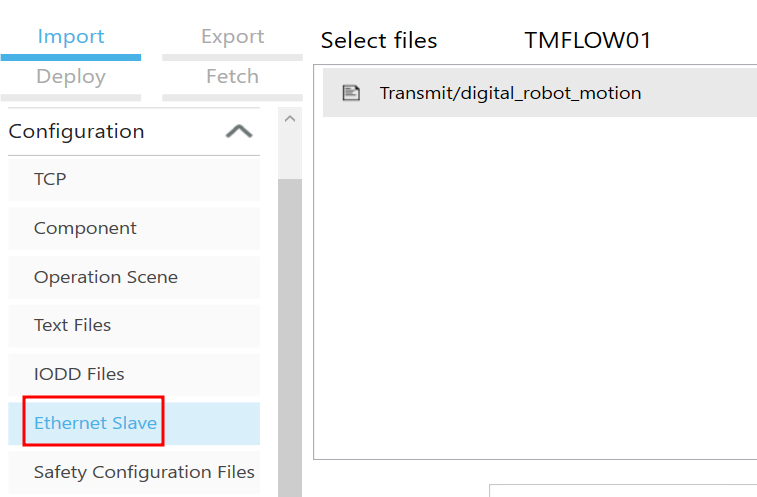 Import Export
Deploy Fetch
Configuration
TCP
Component
Operation Scene
Text Files
IODD Files
Ethernet Slave
Safety Configuration Files
Select files TMFLOW01
Transmit/digital_robot_motion